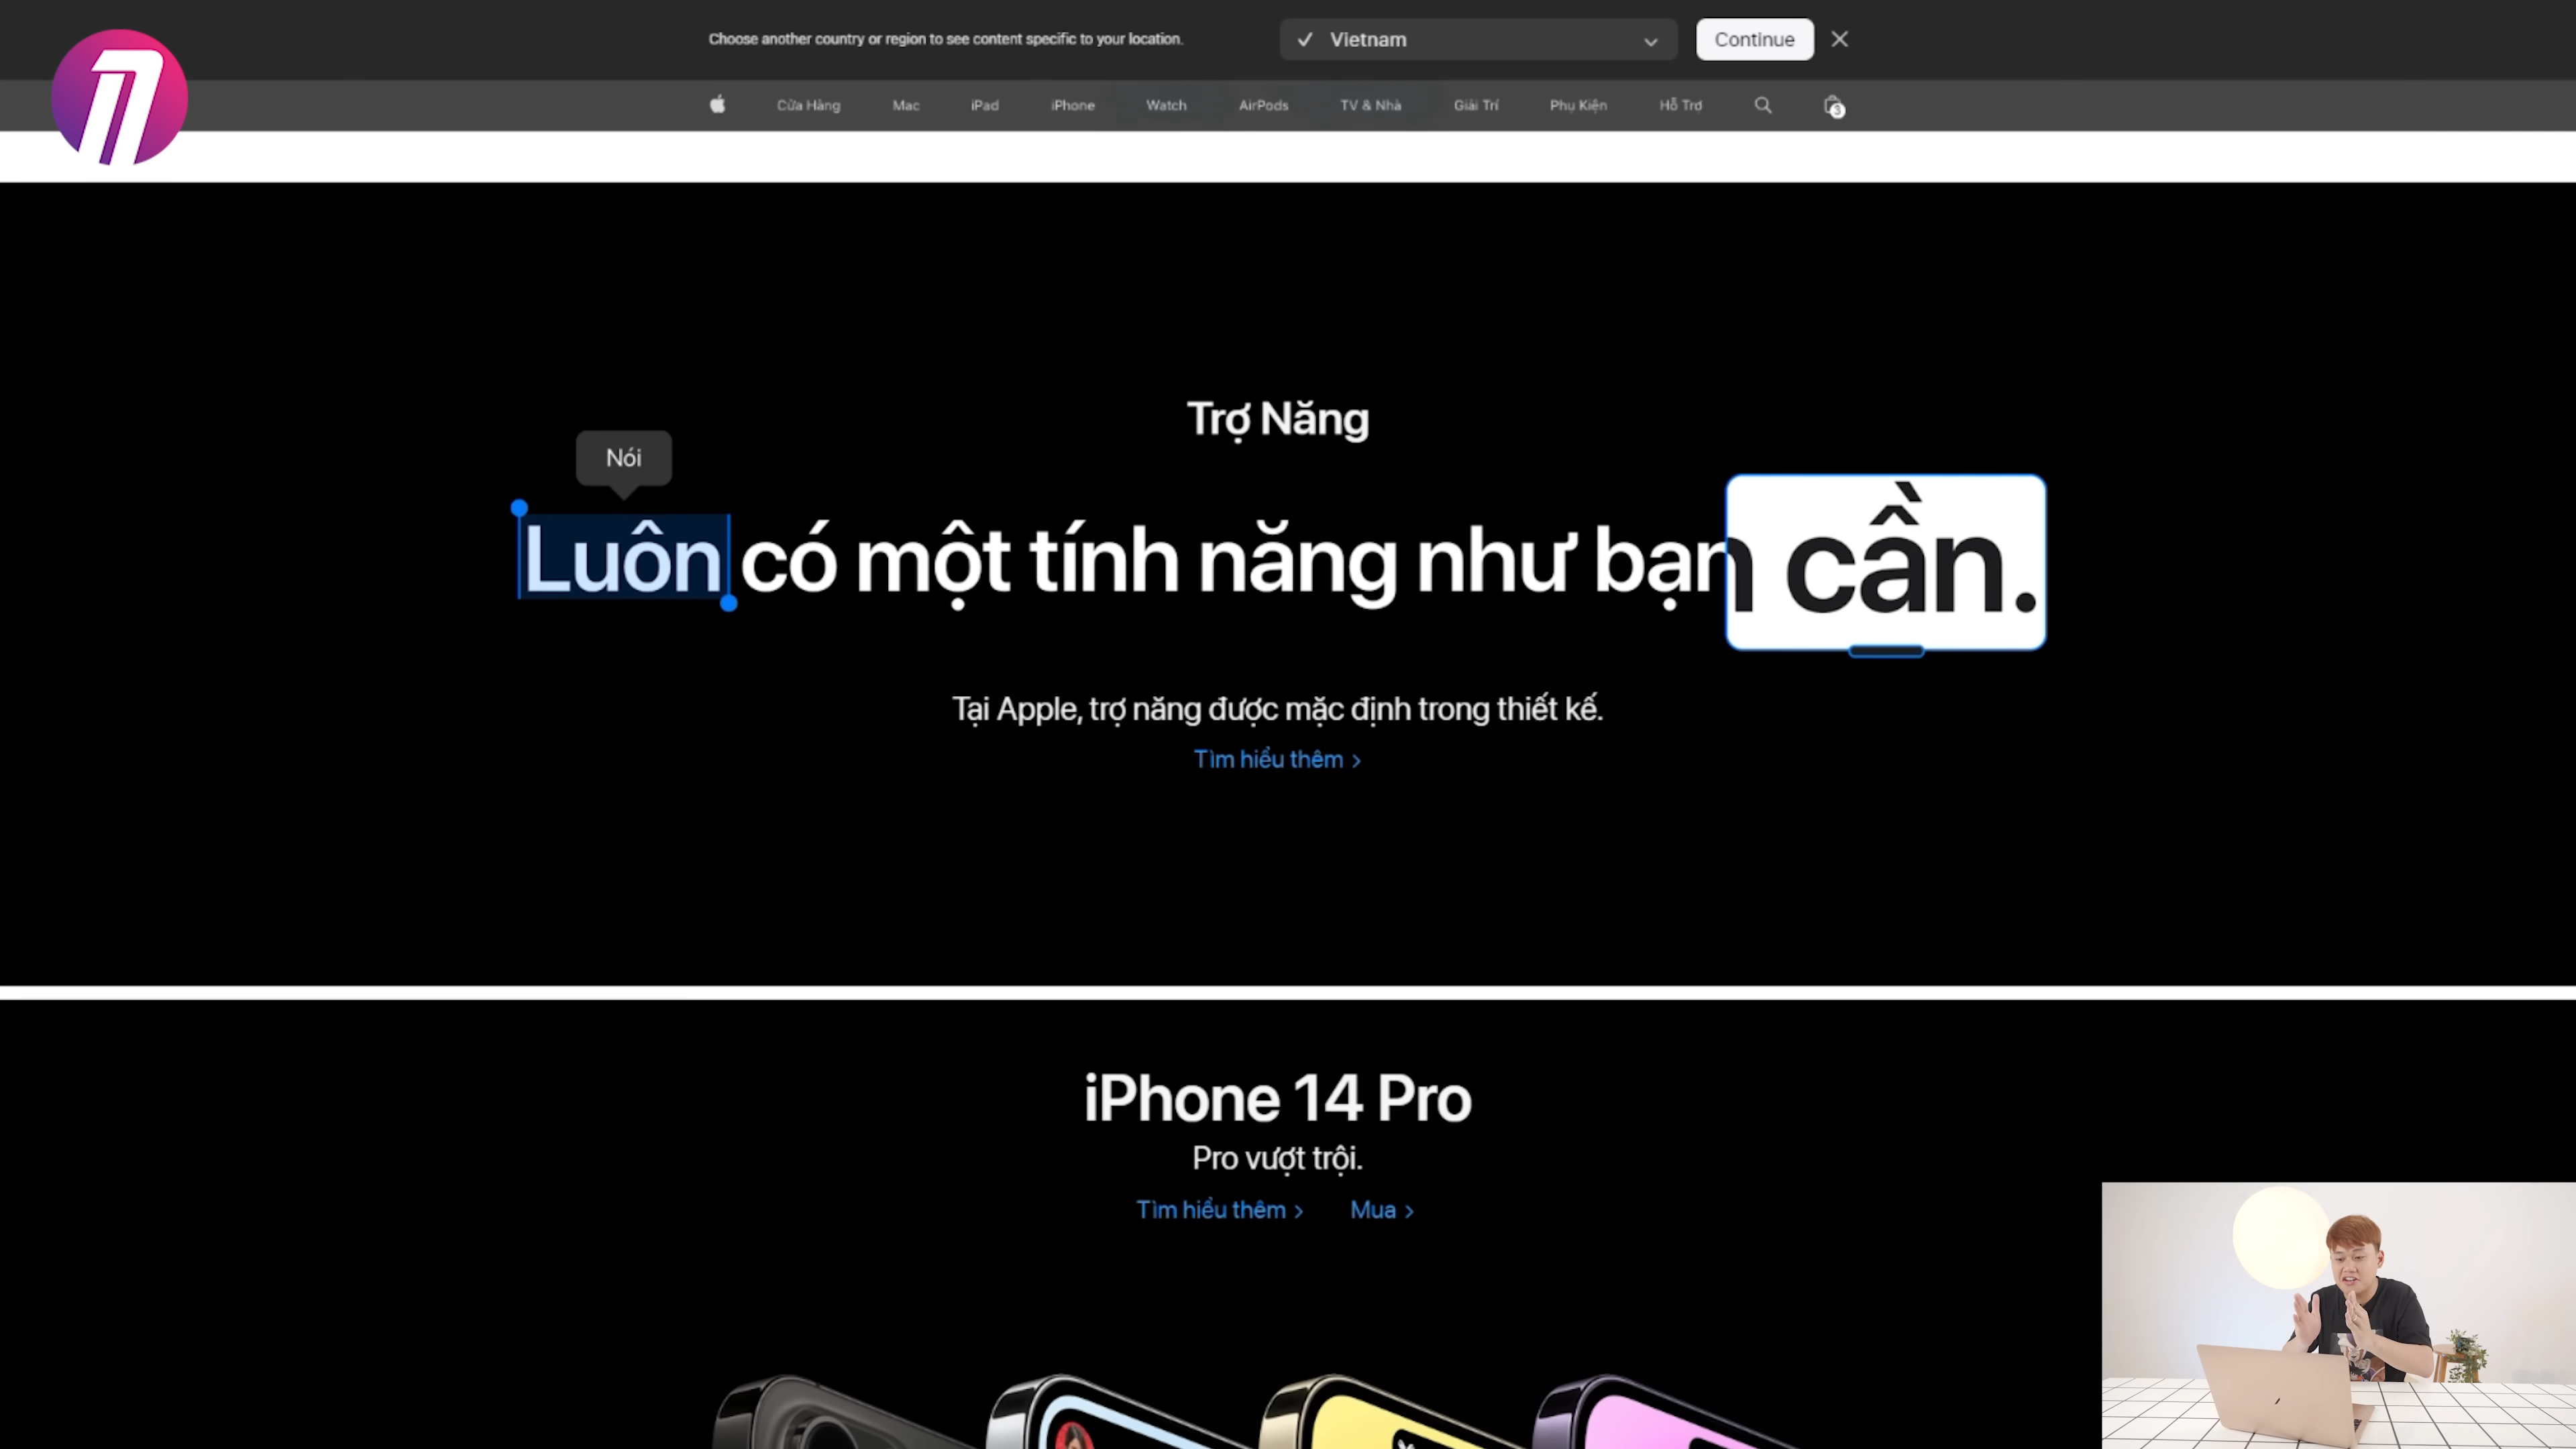 Choose another country or region to see content specific to your location.
Vietnam
Continue
Cửa Hàng Mac iPad iPhone Watch AirPods TV & Nhà Giải Trí Phụ Kiện Hỗ Trợ
3
Trợ Năng
Nói
Luôn có một tính năng như bạn cần.
Tại Apple, trợ năng được mặc định trong thiết kế.
Tìm hiểu thêm >
iPhone 14 Pro
Pro vượt trội.
Tìm hiểu thêm > Mua >